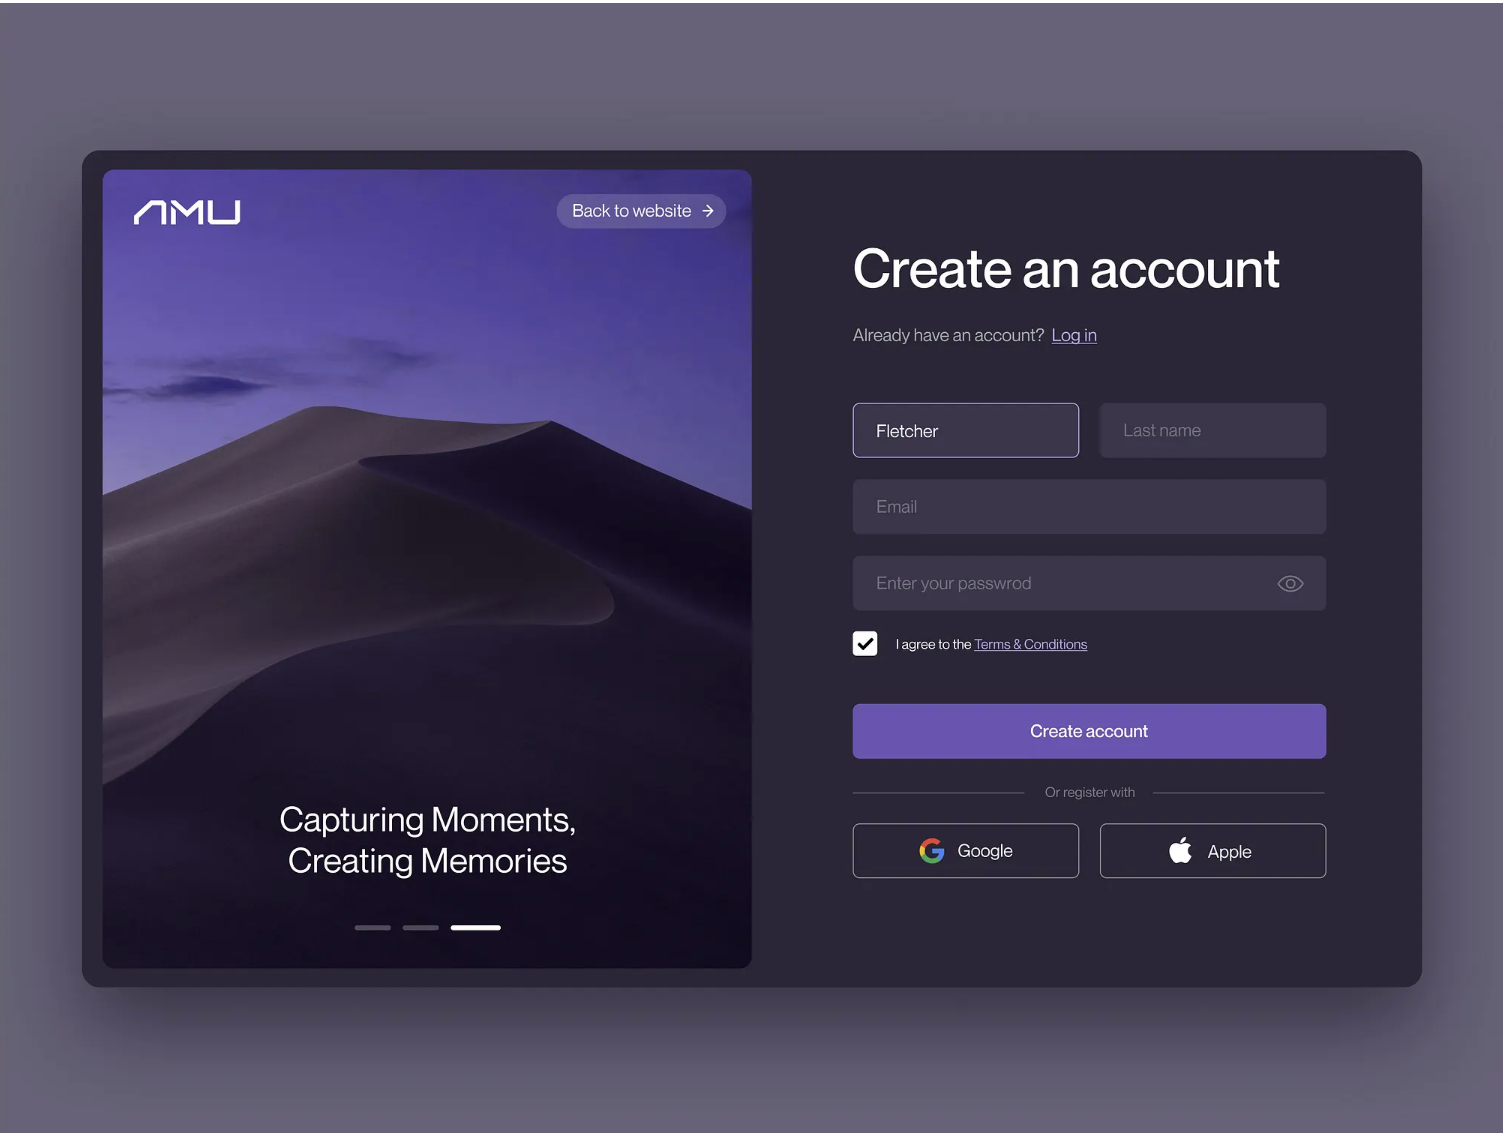 AMU
Back to website →
Create an account
Already have an account? Log in
Fletcher
Last name
Email
Enter your passwrod
I agree to the Terms & Conditions
Create account
Or register with
Google
Apple
Capturing Moments,
Creating Memories